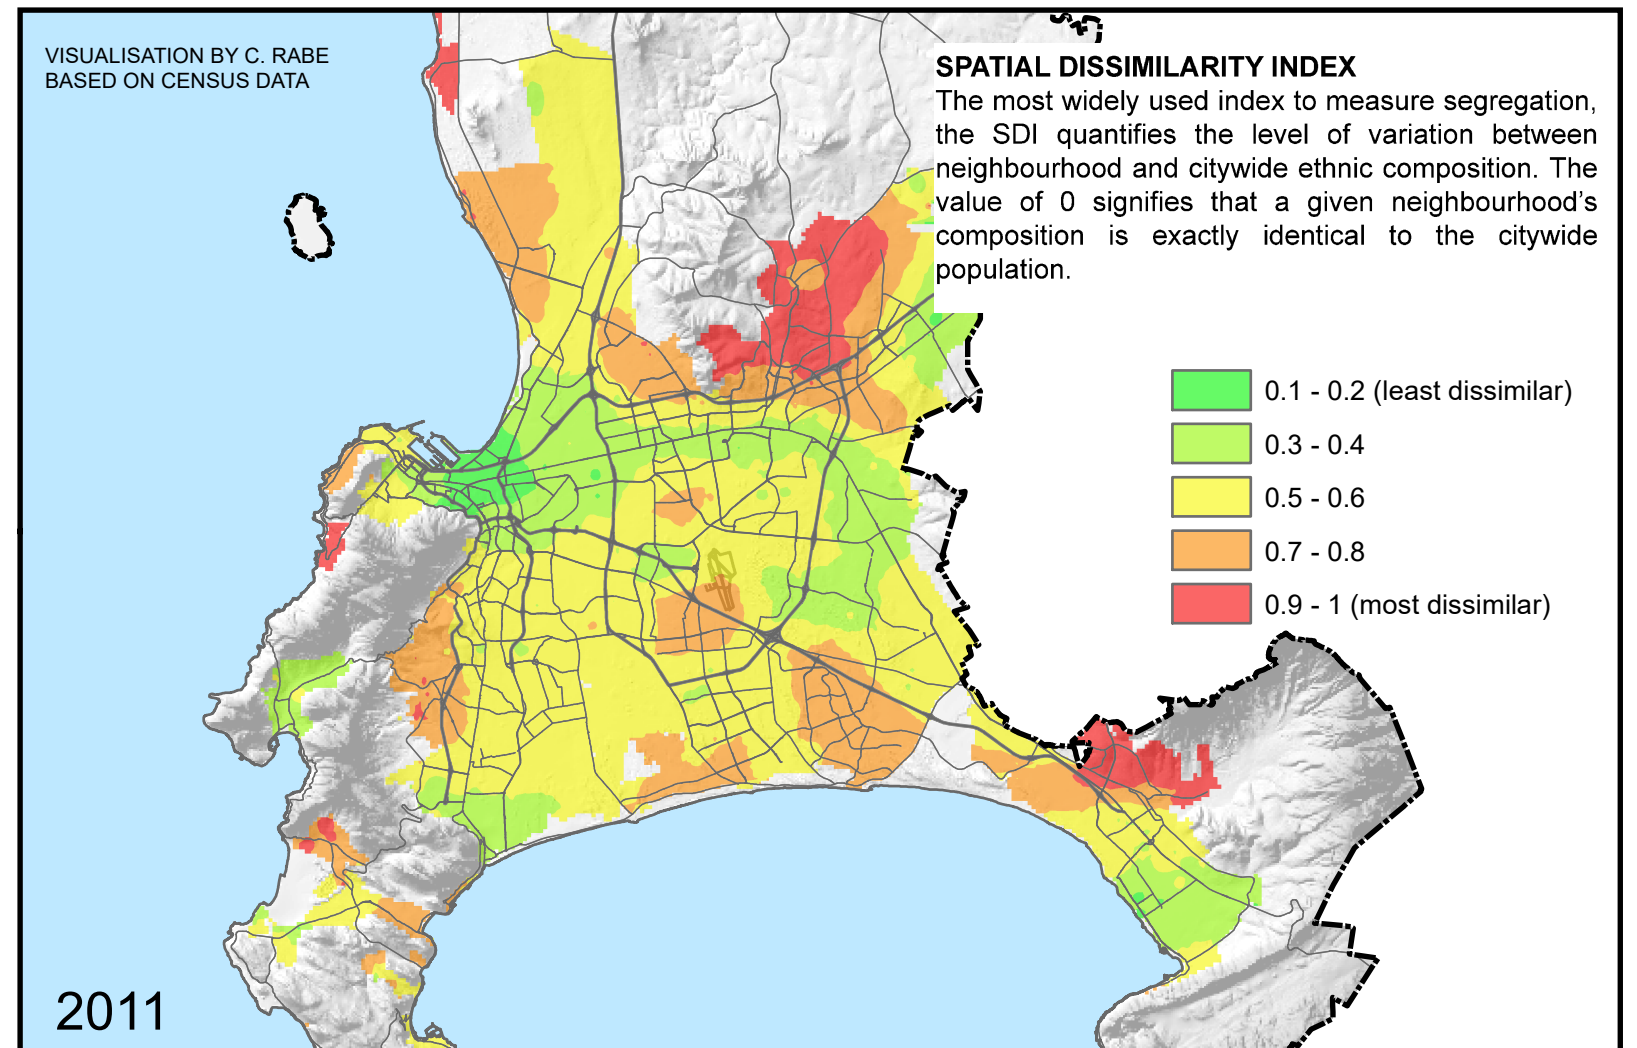 VISUALISATION BY C. RABE
BASED ON CENSUS DATA
SPATIAL DISSIMILARITY INDEX
The most widely used index to measure segregation,
the SDI quantifies the level of variation between
neighbourhood and citywide ethnic composition. The
value of 0 signifies that a given neighbourhood's
composition is exactly identical to the citywide
population.
0.1 - 0.2 (least dissimilar)
0.3 - 0.4
0.5 - 0.6
0.7 - 0.8
0.9 - 1 (most dissimilar)
2011